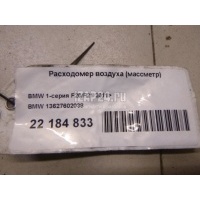 Расходомер воздуха (массметр)
BMW 1-серия
BMW 13627602038
22 184 833